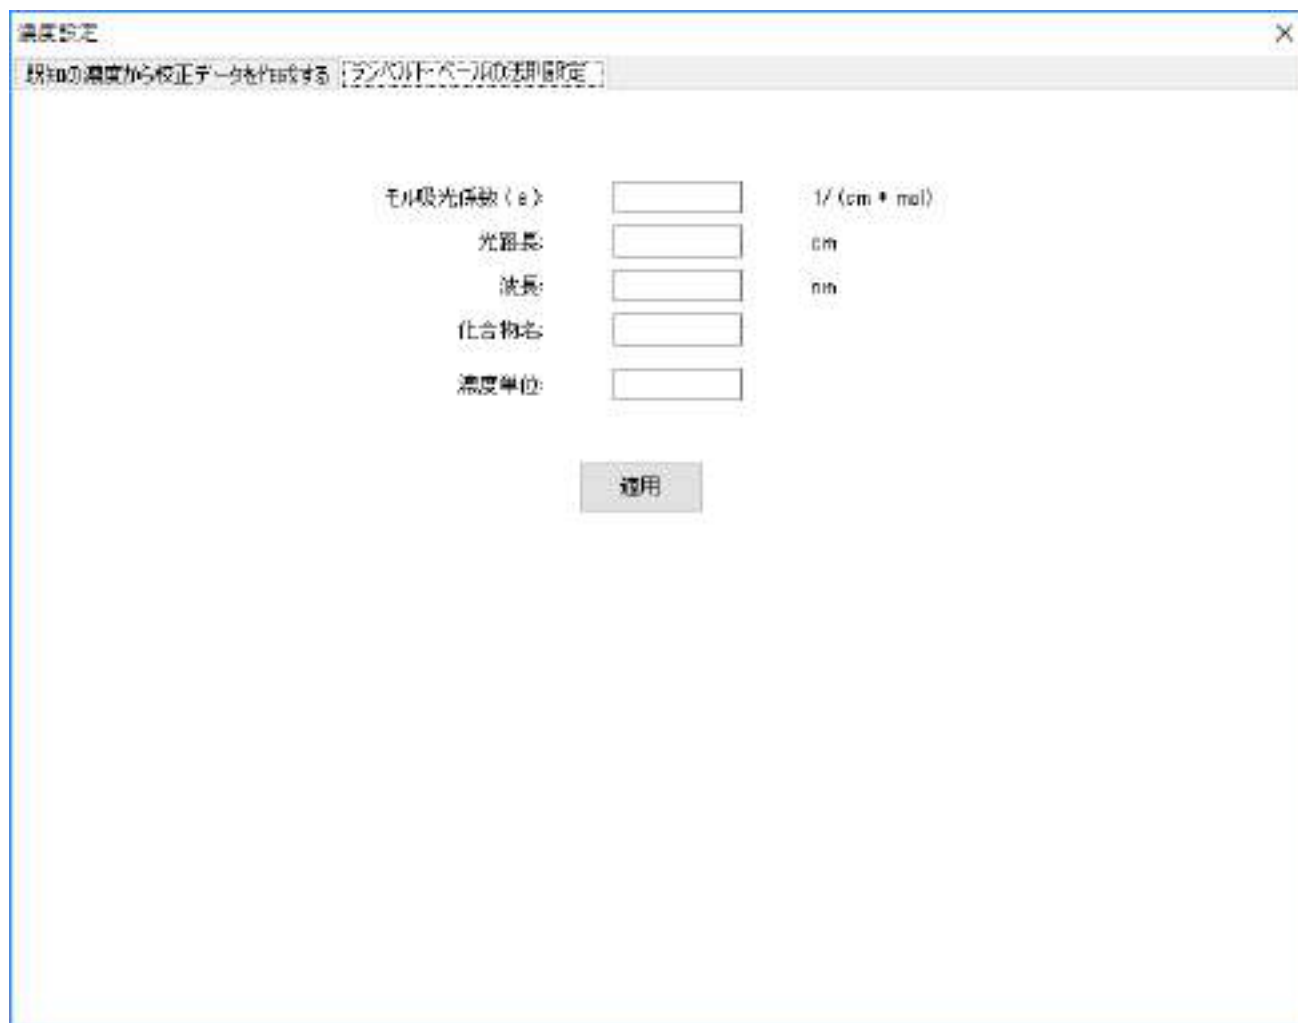 濃度設定
既知の濃度から校正データを作成する ランベルト・ベールの法則値設定
モル吸光係数(ε): 1/ (cm * mol)
光路長: cm
波長: nm
化合物名:
濃度単位:
適用